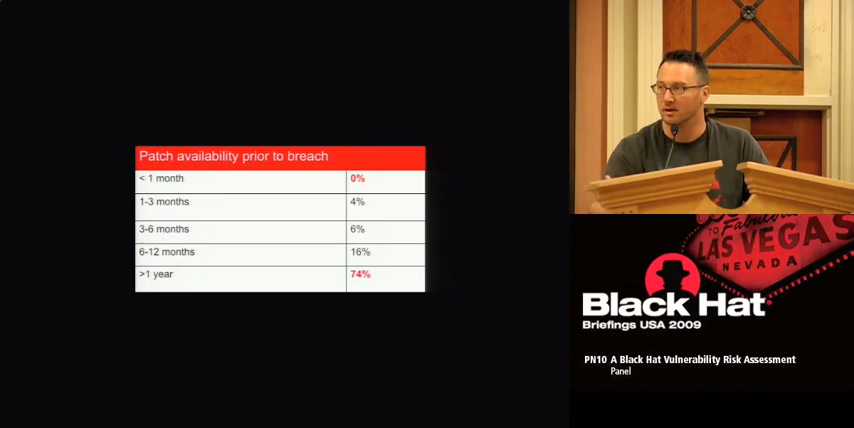 Patch availability prior to breach
< 1 month 0%
1-3 months 4%
3-6 months 6%
6-12 months 16%
>1 year 74%
TO Fabulous
LAS VEGAS
NEVADA
Black Hat
Briefings USA 2009
PN10 A Black Hat Vulnerability Risk Assessment
Panel